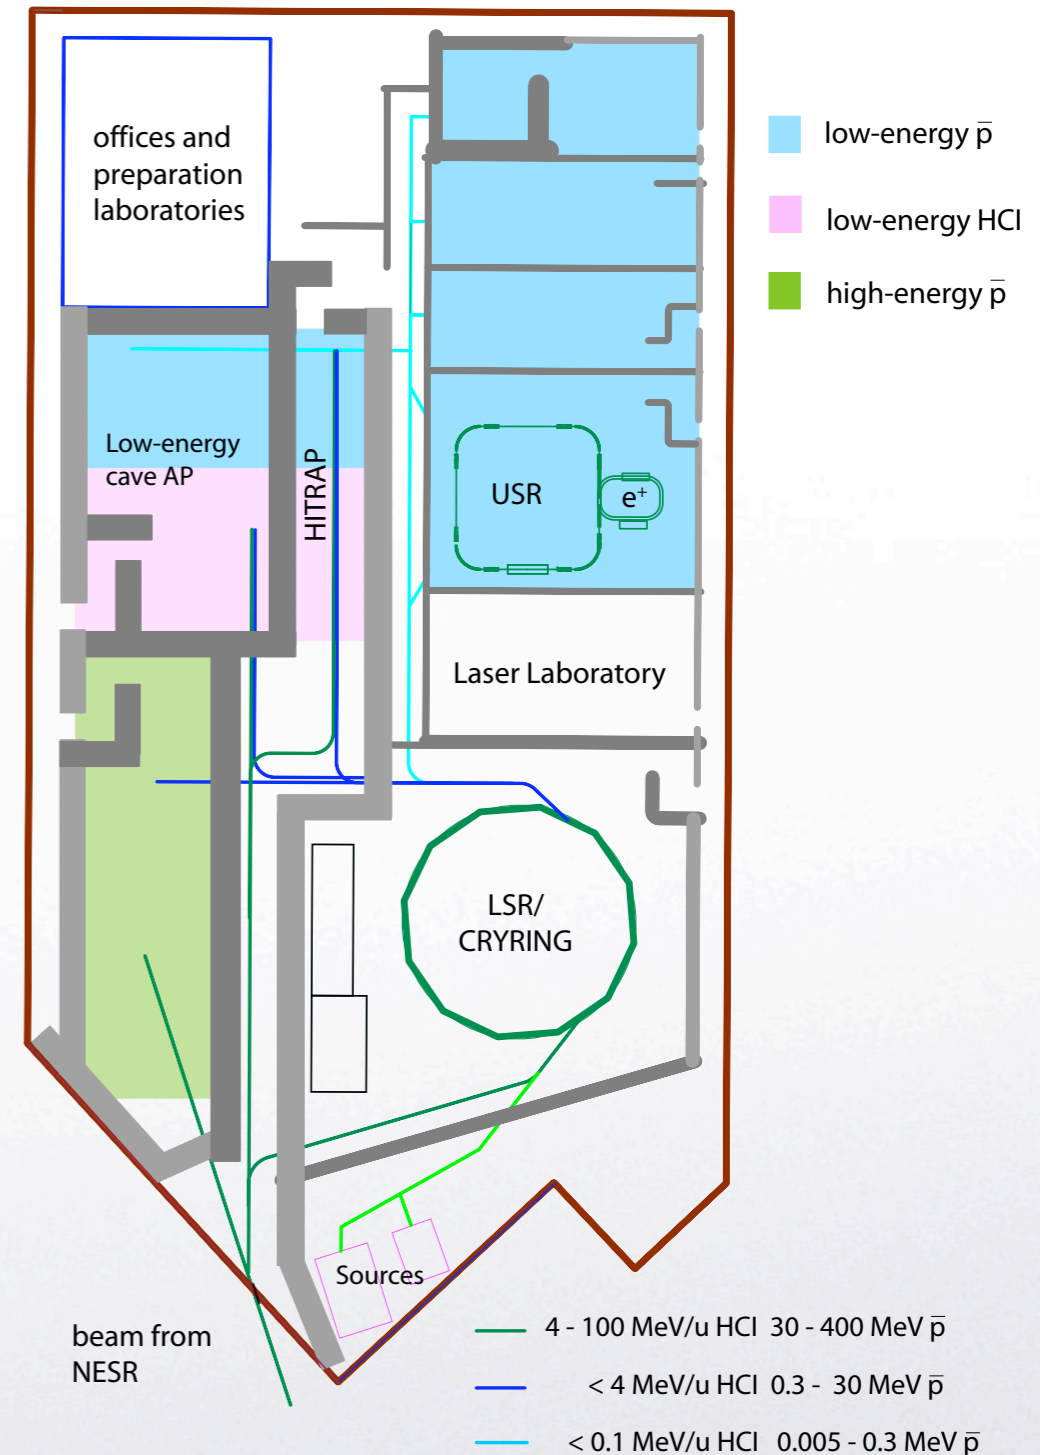 offices and
preparation
laboratories
low-energy p̅
low-energy HCI
high-energy p̅
Low-energy
cave AP
HITRAP
USR
e⁺
Laser Laboratory
LSR/
CRYRING
Sources
beam from
NESR
4 - 100 MeV/u HCI 30 - 400 MeV p̅
< 4 MeV/u HCI 0.3 - 30 MeV p̅
< 0.1 MeV/u HCI 0.005 - 0.3 MeV p̅